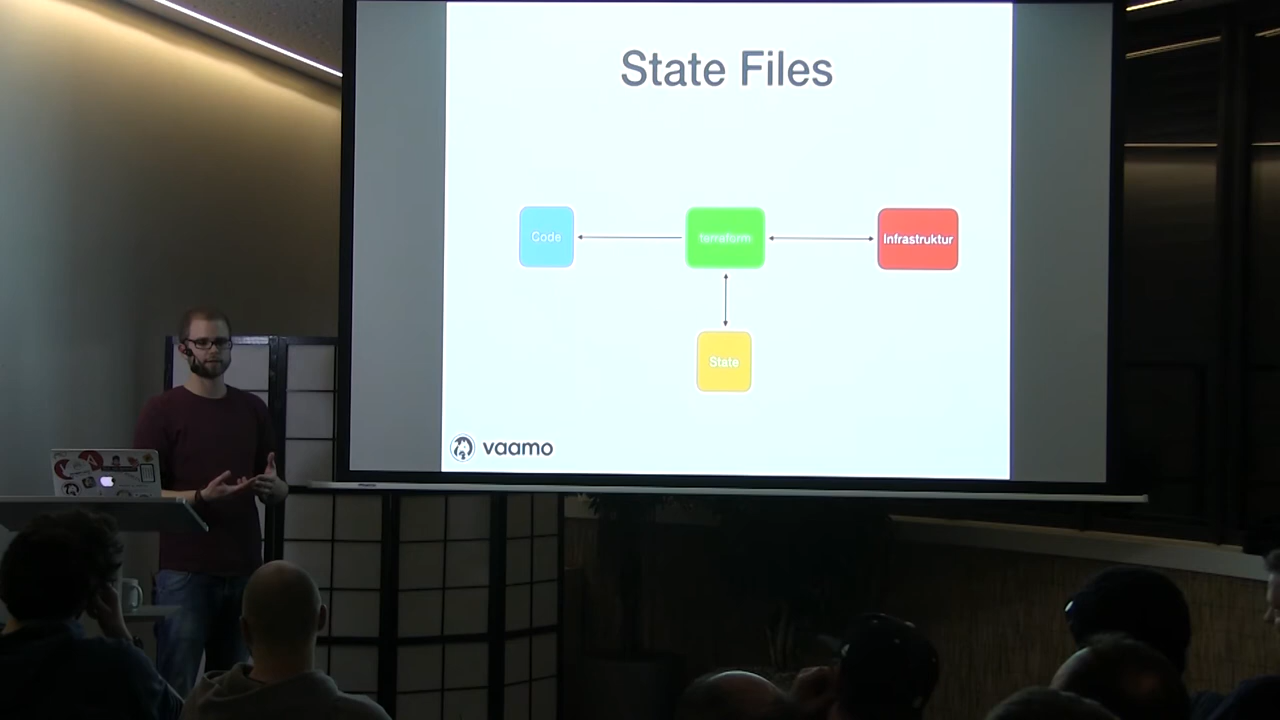 State Files
Code
terraform
Infrastruktur
State
vaamo